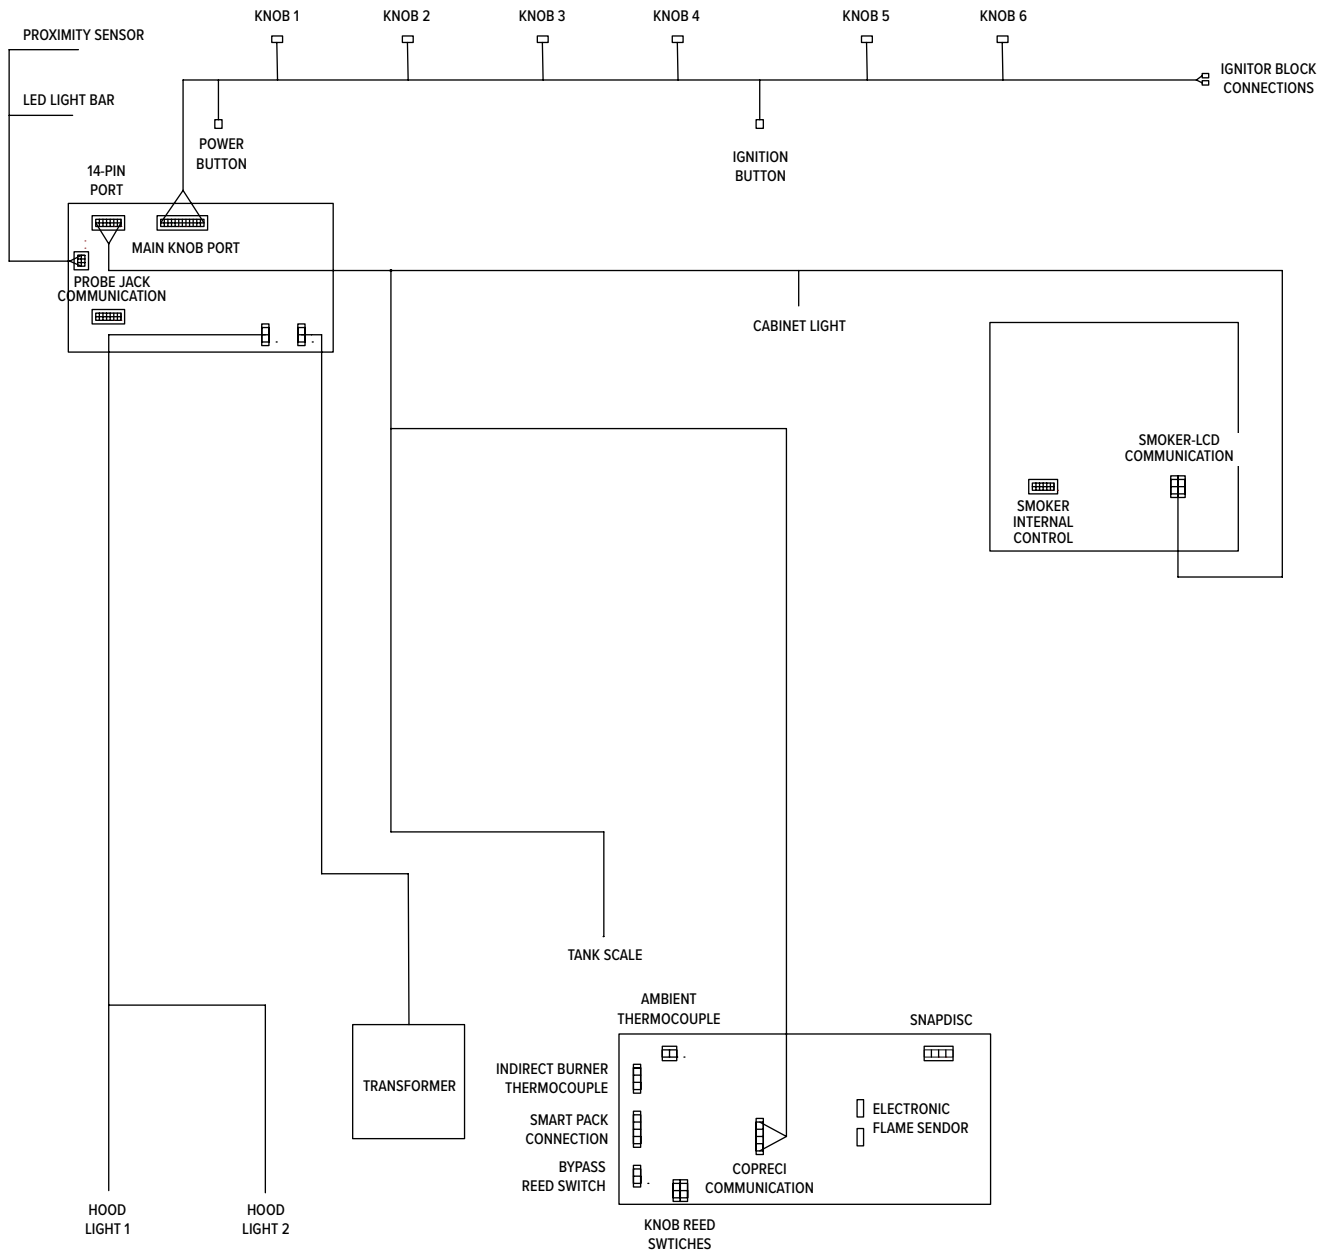 KNOB 1
KNOB 2
KNOB 3
KNOB 4
KNOB 5
KNOB 6
PROXIMITY SENSOR
IGNITOR BLOCK
CONNECTIONS
LED LIGHT BAR
POWER
BUTTON
IGNITION
BUTTON
14-PIN
PORT
MAIN KNOB PORT
PROBE JACK
COMMUNICATION
CABINET LIGHT
SMOKER-LCD
COMMUNICATION
SMOKER
INTERNAL
CONTROL
TANK SCALE
AMBIENT
THERMOCOUPLE
SNAPDISC
INDIRECT BURNER
THERMOCOUPLE
TRANSFORMER
SMART PACK
CONNECTION
ELECTRONIC
FLAME SENDOR
BYPASS
REED SWITCH
COPRECI
COMMUNICATION
HOOD
LIGHT 1
HOOD
LIGHT 2
KNOB REED
SWTICHES